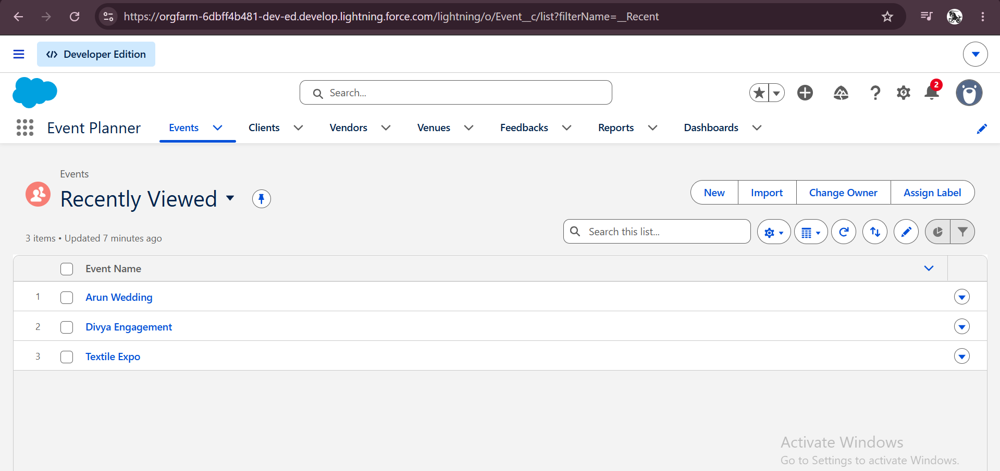 https://orgfarm-6dbff4b481-dev-ed.develop.lightning.force.com/lightning/o/Event__c/list?filterName=__Recent
Developer Edition
Search...
2
Event Planner Events Clients Vendors Venues Feedbacks Reports Dashboards
Events
Recently Viewed
New Import Change Owner Assign Label
3 items • Updated 7 minutes ago
Search this list...
Event Name
1 Arun Wedding
2 Divya Engagement
3 Textile Expo
Activate Windows
Go to Settings to activate Windows.